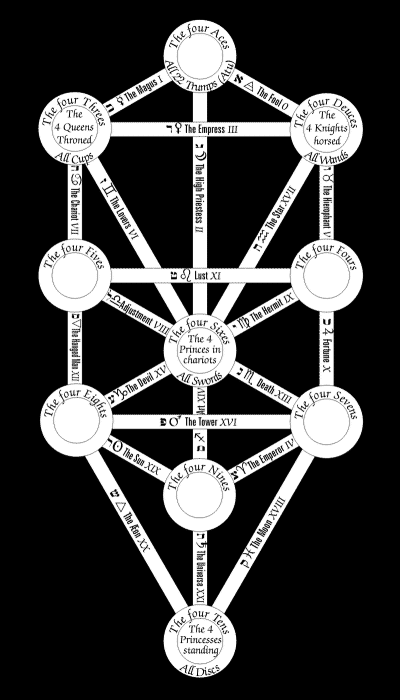 The four Aces
All 22 Trumps (Atu)
☿ The Magus I
א △ The Fool 0
The four Threes
The
4 Queens
Throned
All Cups
The four Deuces
The
4 Knights
horsed
All Wands
ד ♀ The Empress III
ג ☽ The High Priestess II
The Chariot VII
ז ♊ The Lovers VI
ה ♒ The Star XVII
♉ The Hierophant V
The four Fives
The four Fours
ט ♌ Lust XI
♎ Adjustment VIII
♍ The Hermit IX
The four Sixes
The 4
Princes in
chariots
All Swords
▽ The Hanged Man XII
♃ Fortune X
♑ The Devil XV
♏ Death XIII
Art XIV
♐
ס
The four Eights
The four Sevens
פ ♂ The Tower XVI
☉ The Sun XIX
♈ The Emperor IV
The four Nines
ש △ The Æon XX
ק ♓ The Moon XVIII
ת ♄ The Universe XXI
The four Tens
The 4
Princesses
standing
All Discs